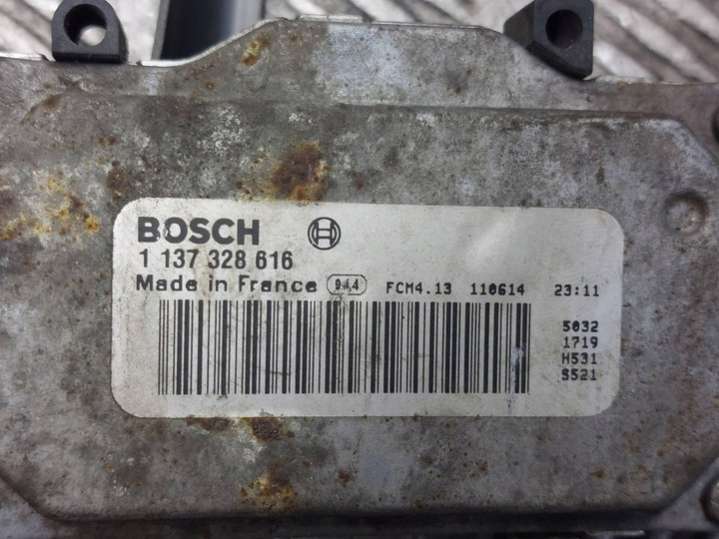 BOSCH
1 137 328 616
Made in France 944 FCM4.13 110614 23:11
5032
1719
H531
S521